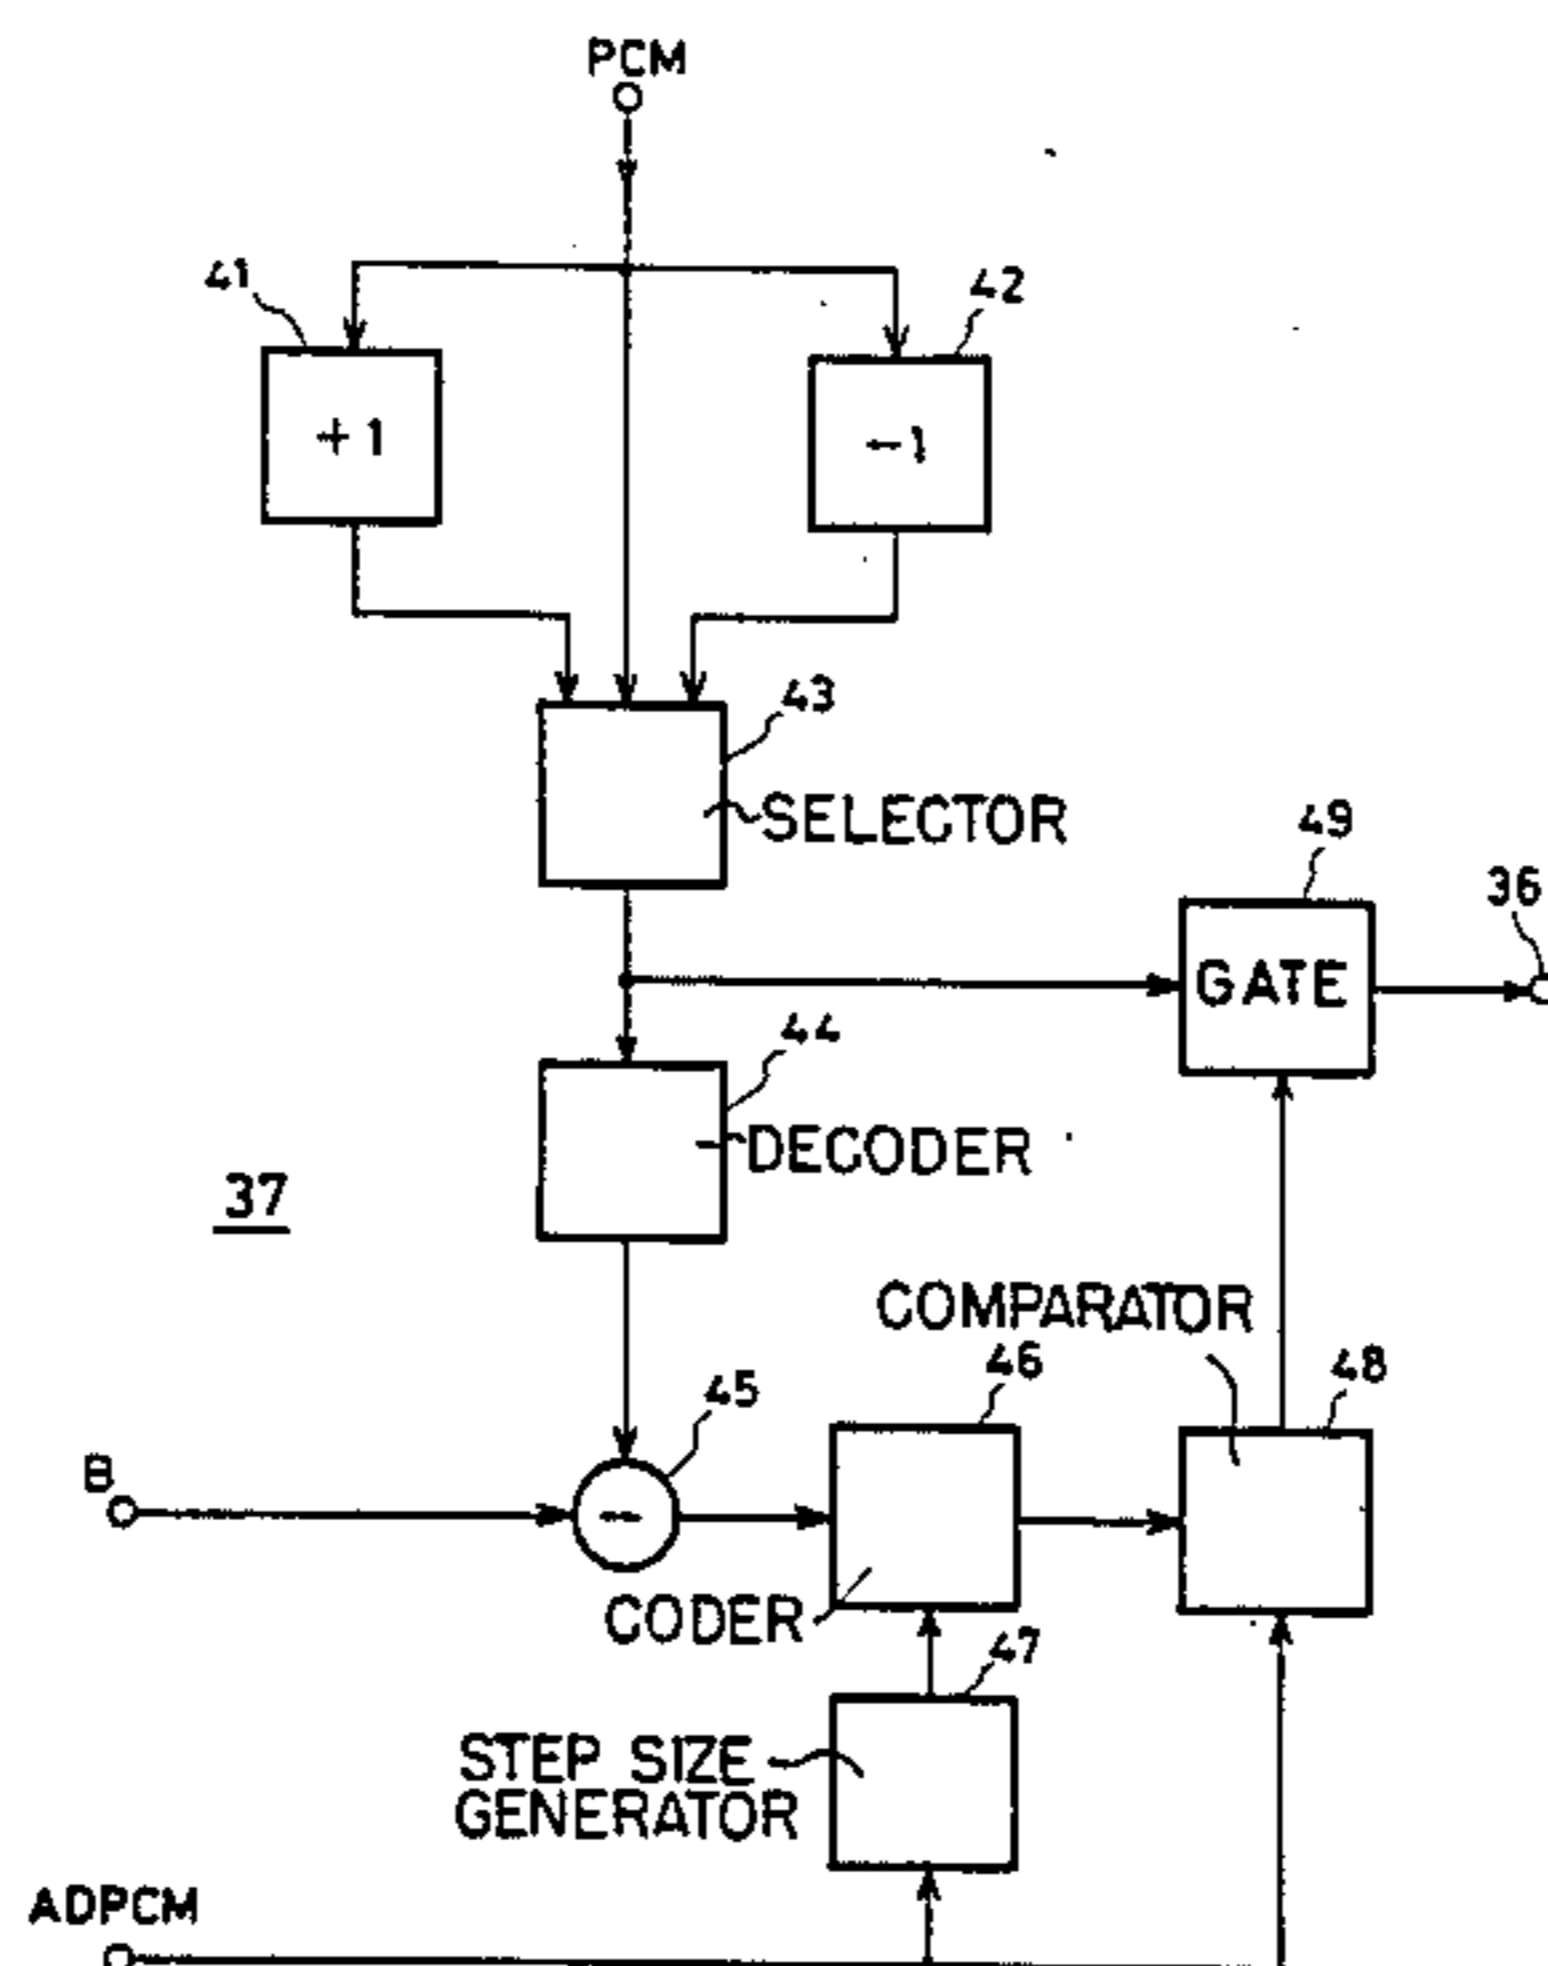 PCM
41
42
+1
-1
43
SELECTOR
49
36
GATE
44
DECODER
37
COMPARATOR
46
48
45
B
-
CODER
47
STEP SIZE
GENERATOR
ADPCM